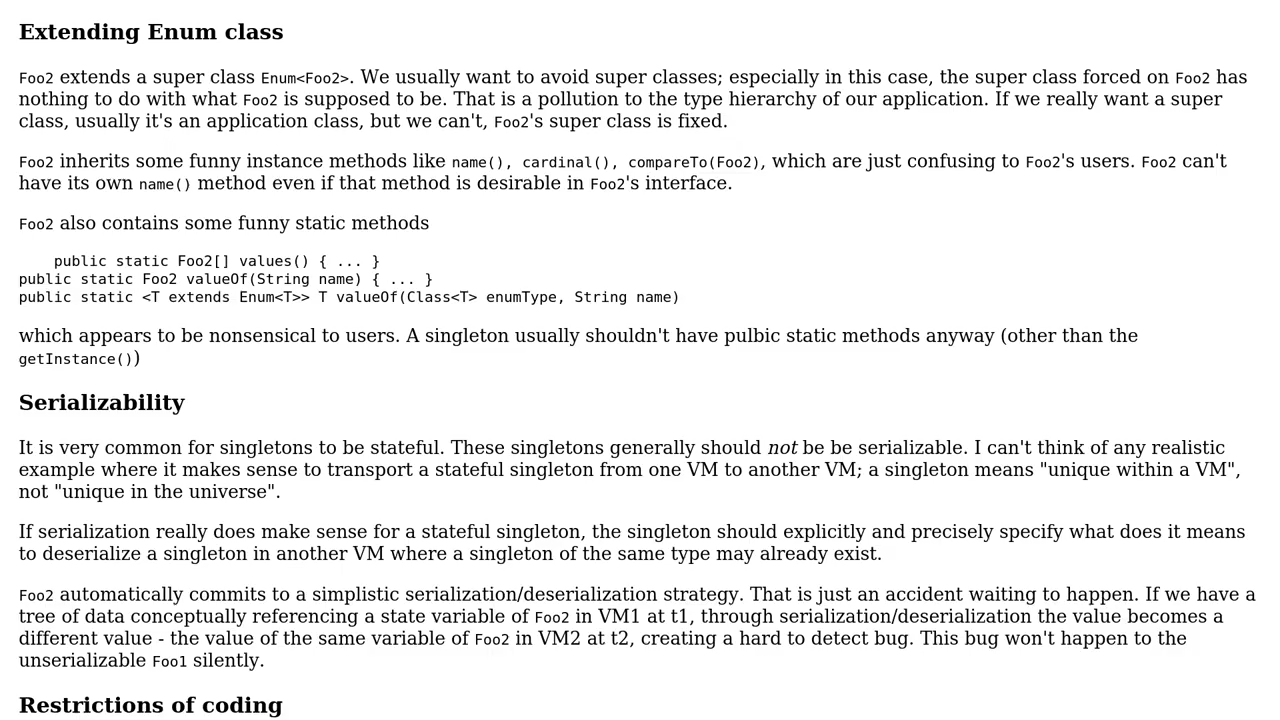 Extending Enum class
Foo2 extends a super class Enum<Foo2>. We usually want to avoid super classes; especially in this case, the super class forced on Foo2 has
nothing to do with what Foo2 is supposed to be. That is a pollution to the type hierarchy of our application. If we really want a super
class, usually it's an application class, but we can't, Foo2's super class is fixed.
Foo2 inherits some funny instance methods like name(), cardinal(), compareTo(Foo2), which are just confusing to Foo2's users. Foo2 can't
have its own name() method even if that method is desirable in Foo2's interface.
Foo2 also contains some funny static methods
    public static Foo2[] values() { ... }
public static Foo2 valueOf(String name) { ... }
public static <T extends Enum<T>> T valueOf(Class<T> enumType, String name)
which appears to be nonsensical to users. A singleton usually shouldn't have pulbic static methods anyway (other than the
getInstance())
Serializability
It is very common for singletons to be stateful. These singletons generally should not be be serializable. I can't think of any realistic
example where it makes sense to transport a stateful singleton from one VM to another VM; a singleton means "unique within a VM",
not "unique in the universe".
If serialization really does make sense for a stateful singleton, the singleton should explicitly and precisely specify what does it means
to deserialize a singleton in another VM where a singleton of the same type may already exist.
Foo2 automatically commits to a simplistic serialization/deserialization strategy. That is just an accident waiting to happen. If we have a
tree of data conceptually referencing a state variable of Foo2 in VM1 at t1, through serialization/deserialization the value becomes a
different value - the value of the same variable of Foo2 in VM2 at t2, creating a hard to detect bug. This bug won't happen to the
unserializable Foo1 silently.
Restrictions of coding